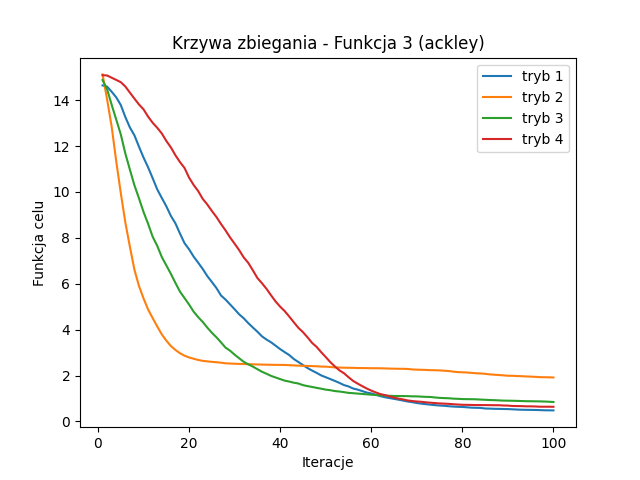 Krzywa zbiegania - Funkcja 3 (ackley)
tryb 1
tryb 2
tryb 3
tryb 4
Funkcja celu
14
12
10
8
6
4
2
0
0 20 40 60 80 100
Iteracje